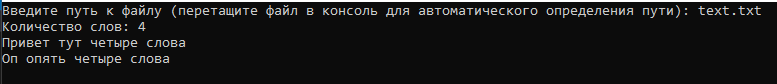 Введите путь к файлу (перетащите файл в консоль для автоматического определения пути): text.txt
Количество слов: 4
Привет тут четыре слова
Оп опять четыре слова